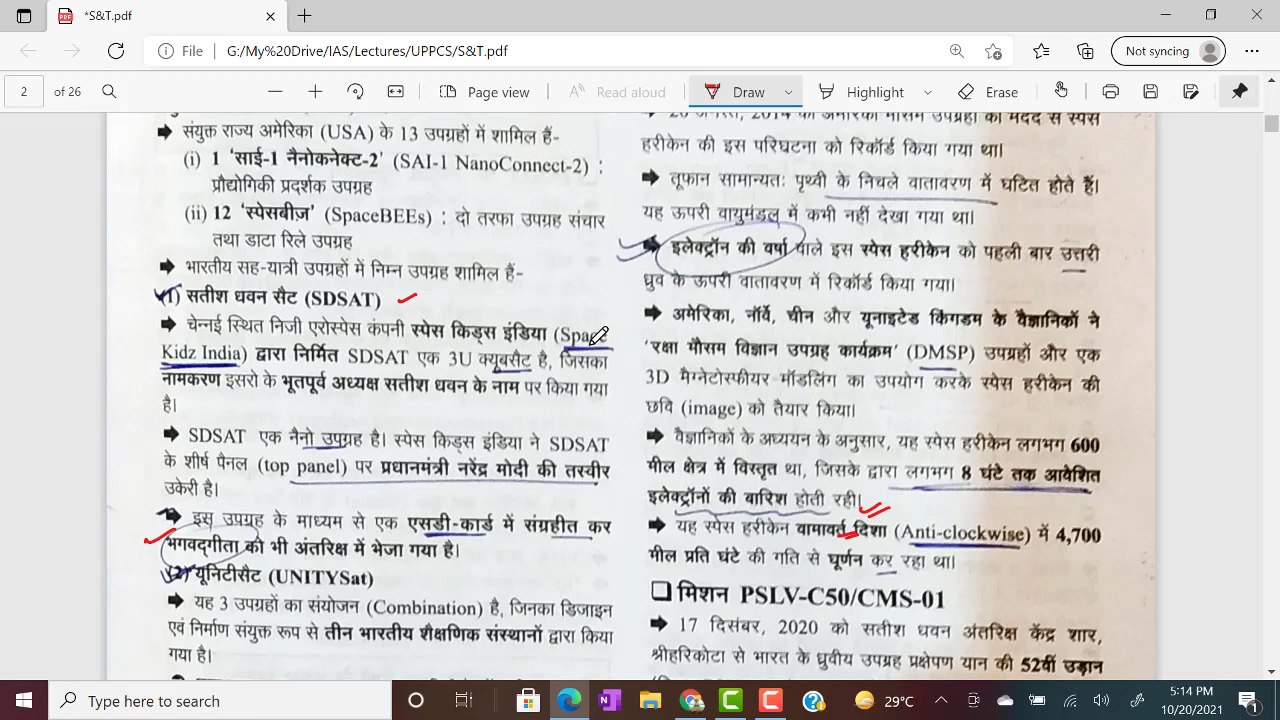 *S&T.pdf
File
G:/My%20Drive/IAS/Lectures/UPPCS/S&T.pdf
Not syncing
2 of 26
Page view
Read aloud
Draw
Highlight
Erase
संयुक्त राज्य अमेरिका (USA) के 13 उपग्रहों में शामिल हैं-
(i) 1 ‘साई-1 नैनोकनेक्ट-2’ (SAI-1 NanoConnect-2) :
प्रौद्योगिकी प्रदर्शक उपग्रह
(ii) 12 ‘स्पेसबीज़’ (SpaceBEEs) : दो तरफा उपग्रह संचार
तथा डाटा रिले उपग्रह
भारतीय सह-यात्री उपग्रहों में निम्न उपग्रह शामिल हैं-
(1) सतीश धवन सैट (SDSAT)
चेन्नई स्थित निजी एरोस्पेस कंपनी स्पेस किड्स इंडिया (Space
Kidz India) द्वारा निर्मित SDSAT एक 3U क्यूबसैट है, जिसका
नामकरण इसरो के भूतपूर्व अध्यक्ष सतीश धवन के नाम पर किया गया
है।
SDSAT एक नैनो उपग्रह है। स्पेस किड्स इंडिया ने SDSAT
के शीर्ष पैनल (top panel) पर प्रधानमंत्री नरेंद्र मोदी की तस्वीर
उकेरी है।
इस उपग्रह के माध्यम से एक एसडी-कार्ड में संग्रहीत कर
भगवद्गीता को भी अंतरिक्ष में भेजा गया है।
(2) यूनिटीसैट (UNITYSat)
यह 3 उपग्रहों का संयोजन (Combination) है, जिनका डिजाइन
एवं निर्माण संयुक्त रूप से तीन भारतीय शैक्षणिक संस्थानों द्वारा किया
गया है।
2014 को अमेरिकी मौसम उपग्रहों की मदद से स्पेस
हरीकेन की इस परिघटना को रिकॉर्ड किया गया था।
तूफान सामान्यतः पृथ्वी के निचले वातावरण में घटित होते हैं।
यह ऊपरी वायुमंडल में कभी नहीं देखा गया था।
इलेक्ट्रॉन की वर्षा वाले इस स्पेस हरीकेन को पहली बार उत्तरी
ध्रुव के ऊपरी वातावरण में रिकॉर्ड किया गया।
अमेरिका, नॉर्वे, चीन और यूनाइटेड किंगडम के वैज्ञानिकों ने
‘रक्षा मौसम विज्ञान उपग्रह कार्यक्रम’ (DMSP) उपग्रहों और एक
3D मैग्नेटोस्फीयर मॉडलिंग का उपयोग करके स्पेस हरीकेन की
छवि (image) को तैयार किया।
वैज्ञानिकों के अध्ययन के अनुसार, यह स्पेस हरीकेन लगभग 600
मील क्षेत्र में विस्तृत था, जिसके द्वारा लगभग 8 घंटे तक आवेशित
इलेक्ट्रॉनों की बारिश होती रही।
यह स्पेस हरीकेन वामावर्त दिशा (Anti-clockwise) में 4,700
मील प्रति घंटे की गति से घूर्णन कर रहा था।
मिशन PSLV-C50/CMS-01
17 दिसंबर, 2020 को सतीश धवन अंतरिक्ष केंद्र शार,
श्रीहरिकोटा से भारत के ध्रुवीय उपग्रह प्रक्षेपण यान की 52वीं उड़ान
Type here to search
29°C
5:14 PM
10/20/2021